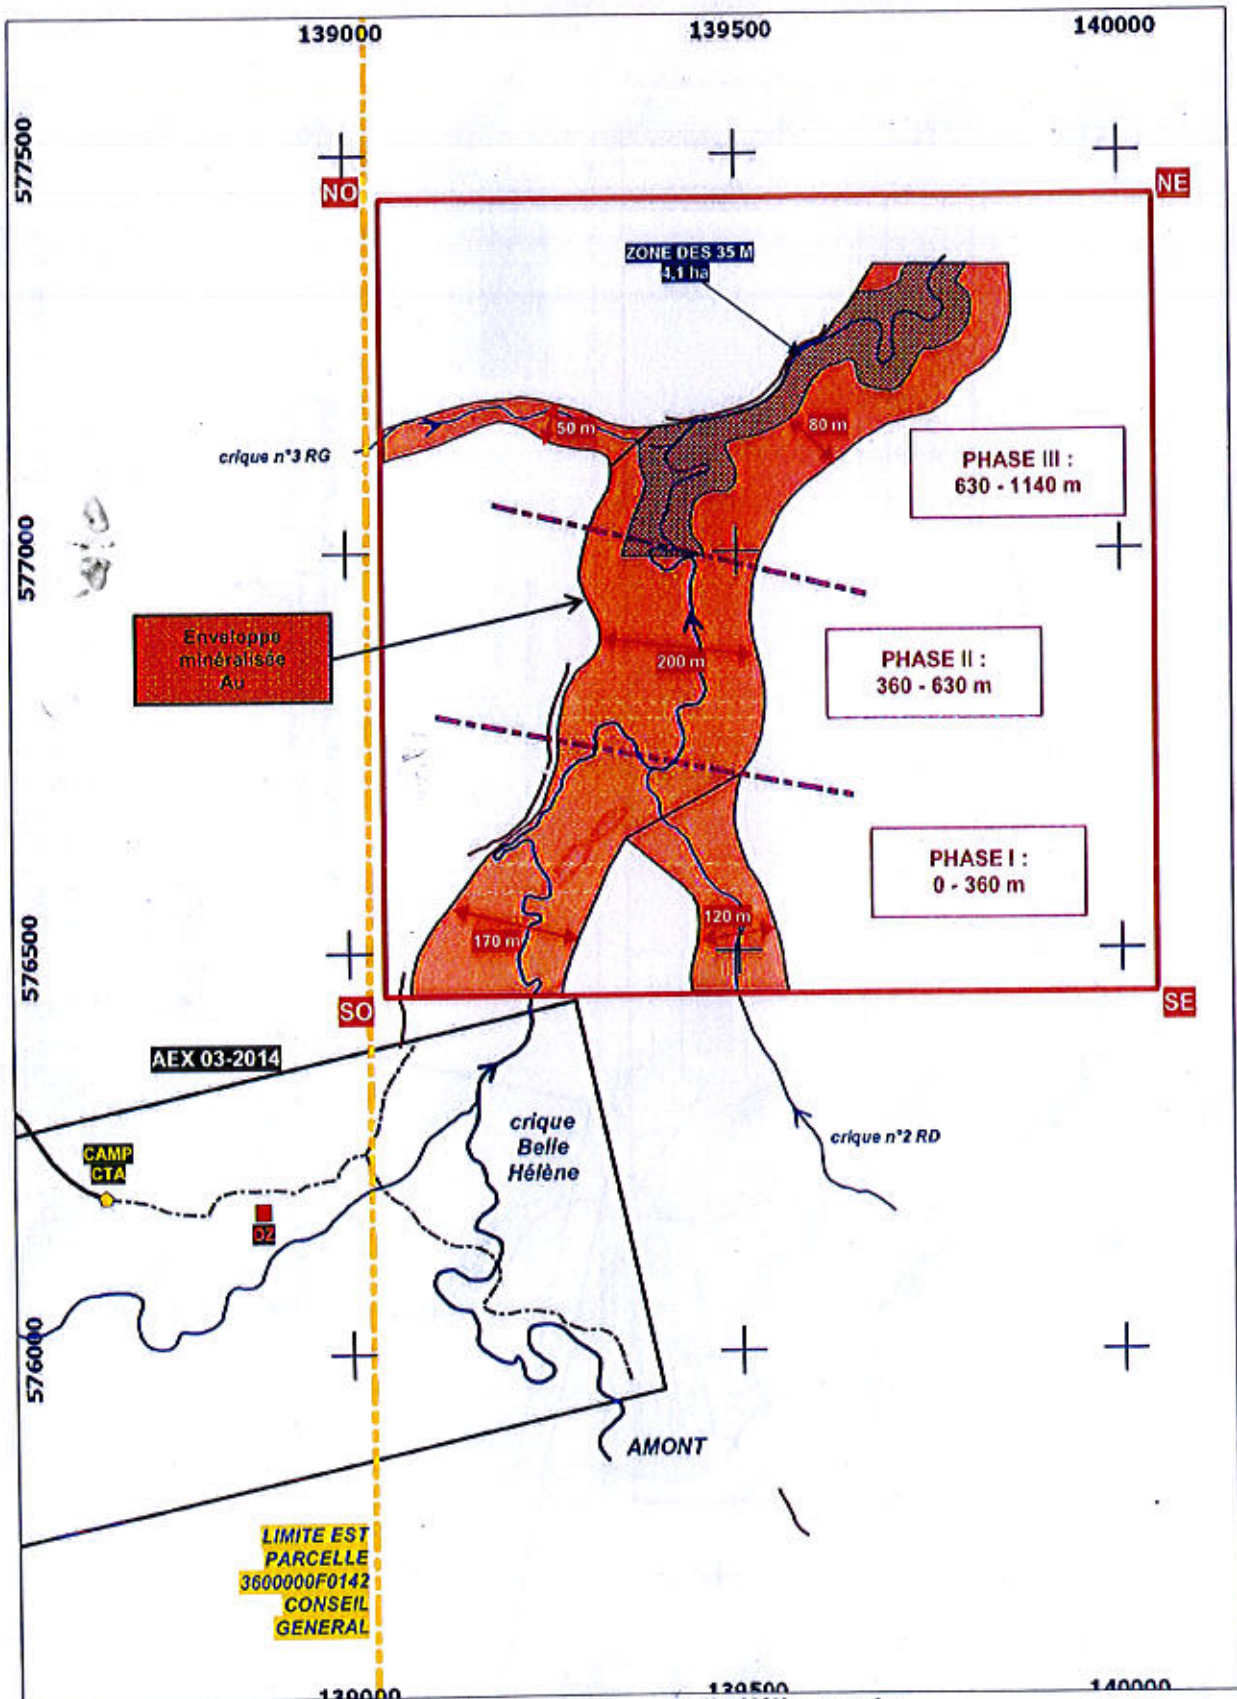 139000
139500
140000
577500
NO
NE
ZONE DES 35 M
4,1 ha
50 m
80 m
crique n°3 RG
PHASE III :
630 - 1140 m
577000
Enveloppe
minéralisée
Au
200 m
PHASE II :
360 - 630 m
PHASE I :
0 - 360 m
120 m
170 m
576500
SO
SE
AEX 03-2014
crique
Belle
Hélène
crique n°2 RD
CAMP
CTA
DZ
576000
AMONT
LIMITE EST
PARCELLE
3600000F0142
CONSEIL
GENERAL
139000
139500
140000